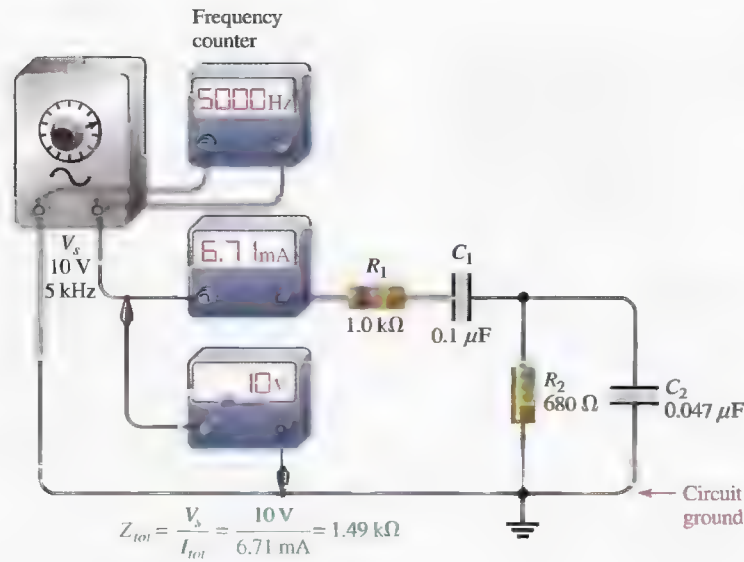 Frequency
counter
5000Hz
V_s
10 V
5 kHz
6.71mA
R_1
1.0 kΩ
C_1
0.1 μF
10V
R_2
680 Ω
C_2
0.047 μF
Z_tot = V_s / I_tot = 10 V / 6.71 mA = 1.49 kΩ
Circuit
ground